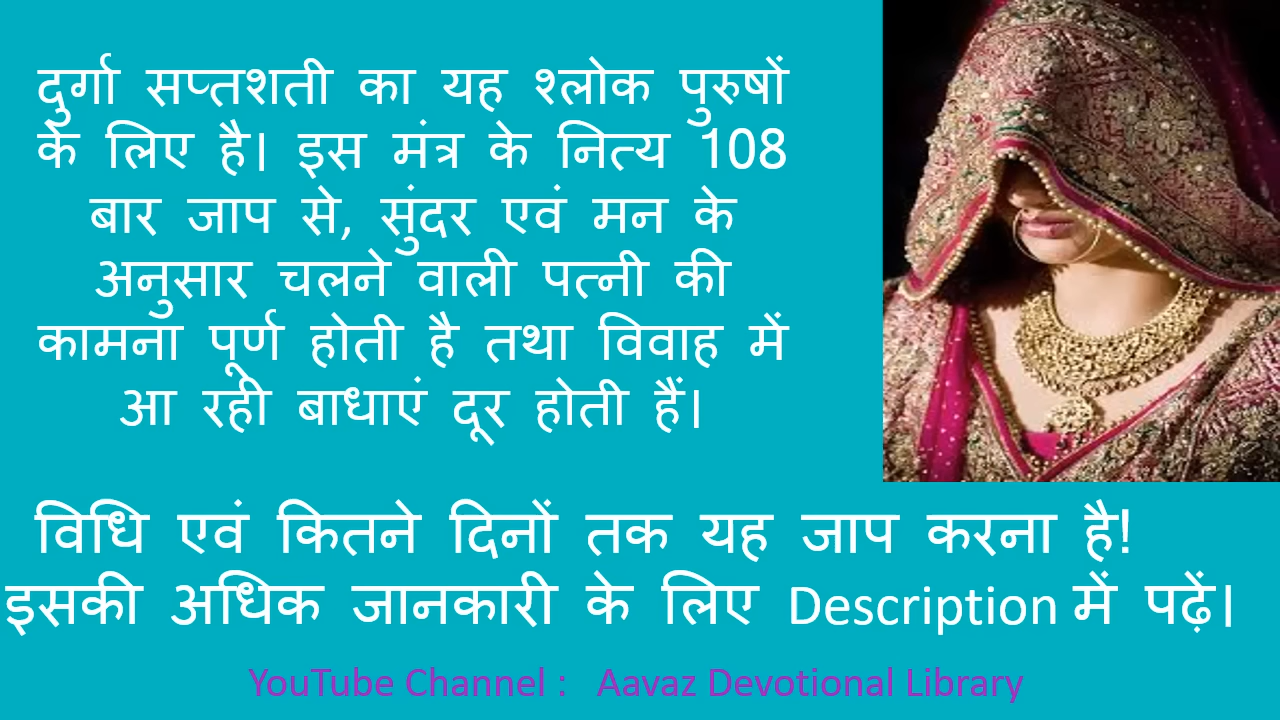 दुर्गा सप्तशती का यह श्लोक पुरुषों
के लिए है। इस मंत्र के नित्य 108
बार जाप से, सुंदर एवं मन के
अनुसार चलने वाली पत्नी की
कामना पूर्ण होती है तथा विवाह में
आ रही बाधाएं दूर होती हैं।
विधि एवं कितने दिनों तक यह जाप करना है!
इसकी अधिक जानकारी के लिए Description में पढ़ें।
YouTube Channel : Aavaz Devotional Library